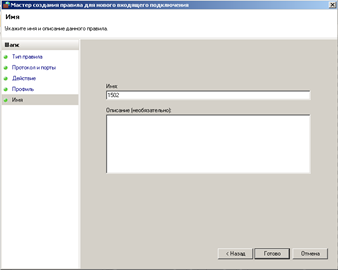 Мастер создания правила для нового входящего подключения
Имя
Укажите имя и описание данного правила.
Шаги:
Тип правила
Протокол и порты
Действие
Профиль
Имя
Имя:
1502
Описание (необязательно):
< Назад
Готово
Отмена